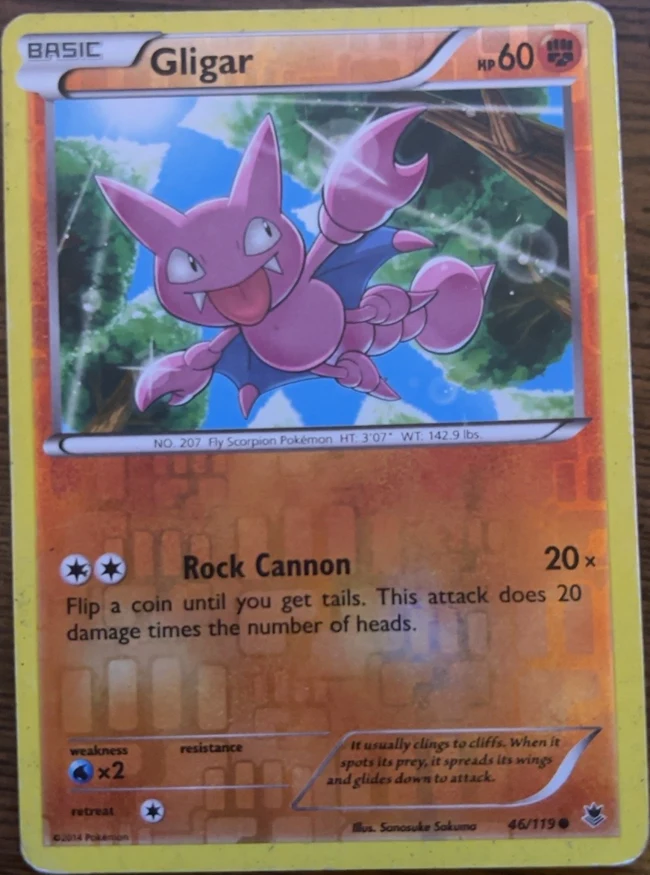 BASIC
Gligar
HP 60
NO. 207 Fly Scorpion Pokémon HT: 3'07" WT: 142.9 lbs.
Rock Cannon 20×
Flip a coin until you get tails. This attack does 20
damage times the number of heads.
weakness resistance
×2
It usually clings to cliffs. When it
spots its prey, it spreads its wings
and glides down to attack.
retreat
©2014 Pokémon
Illus. Sanosuke Sakuma 46/119